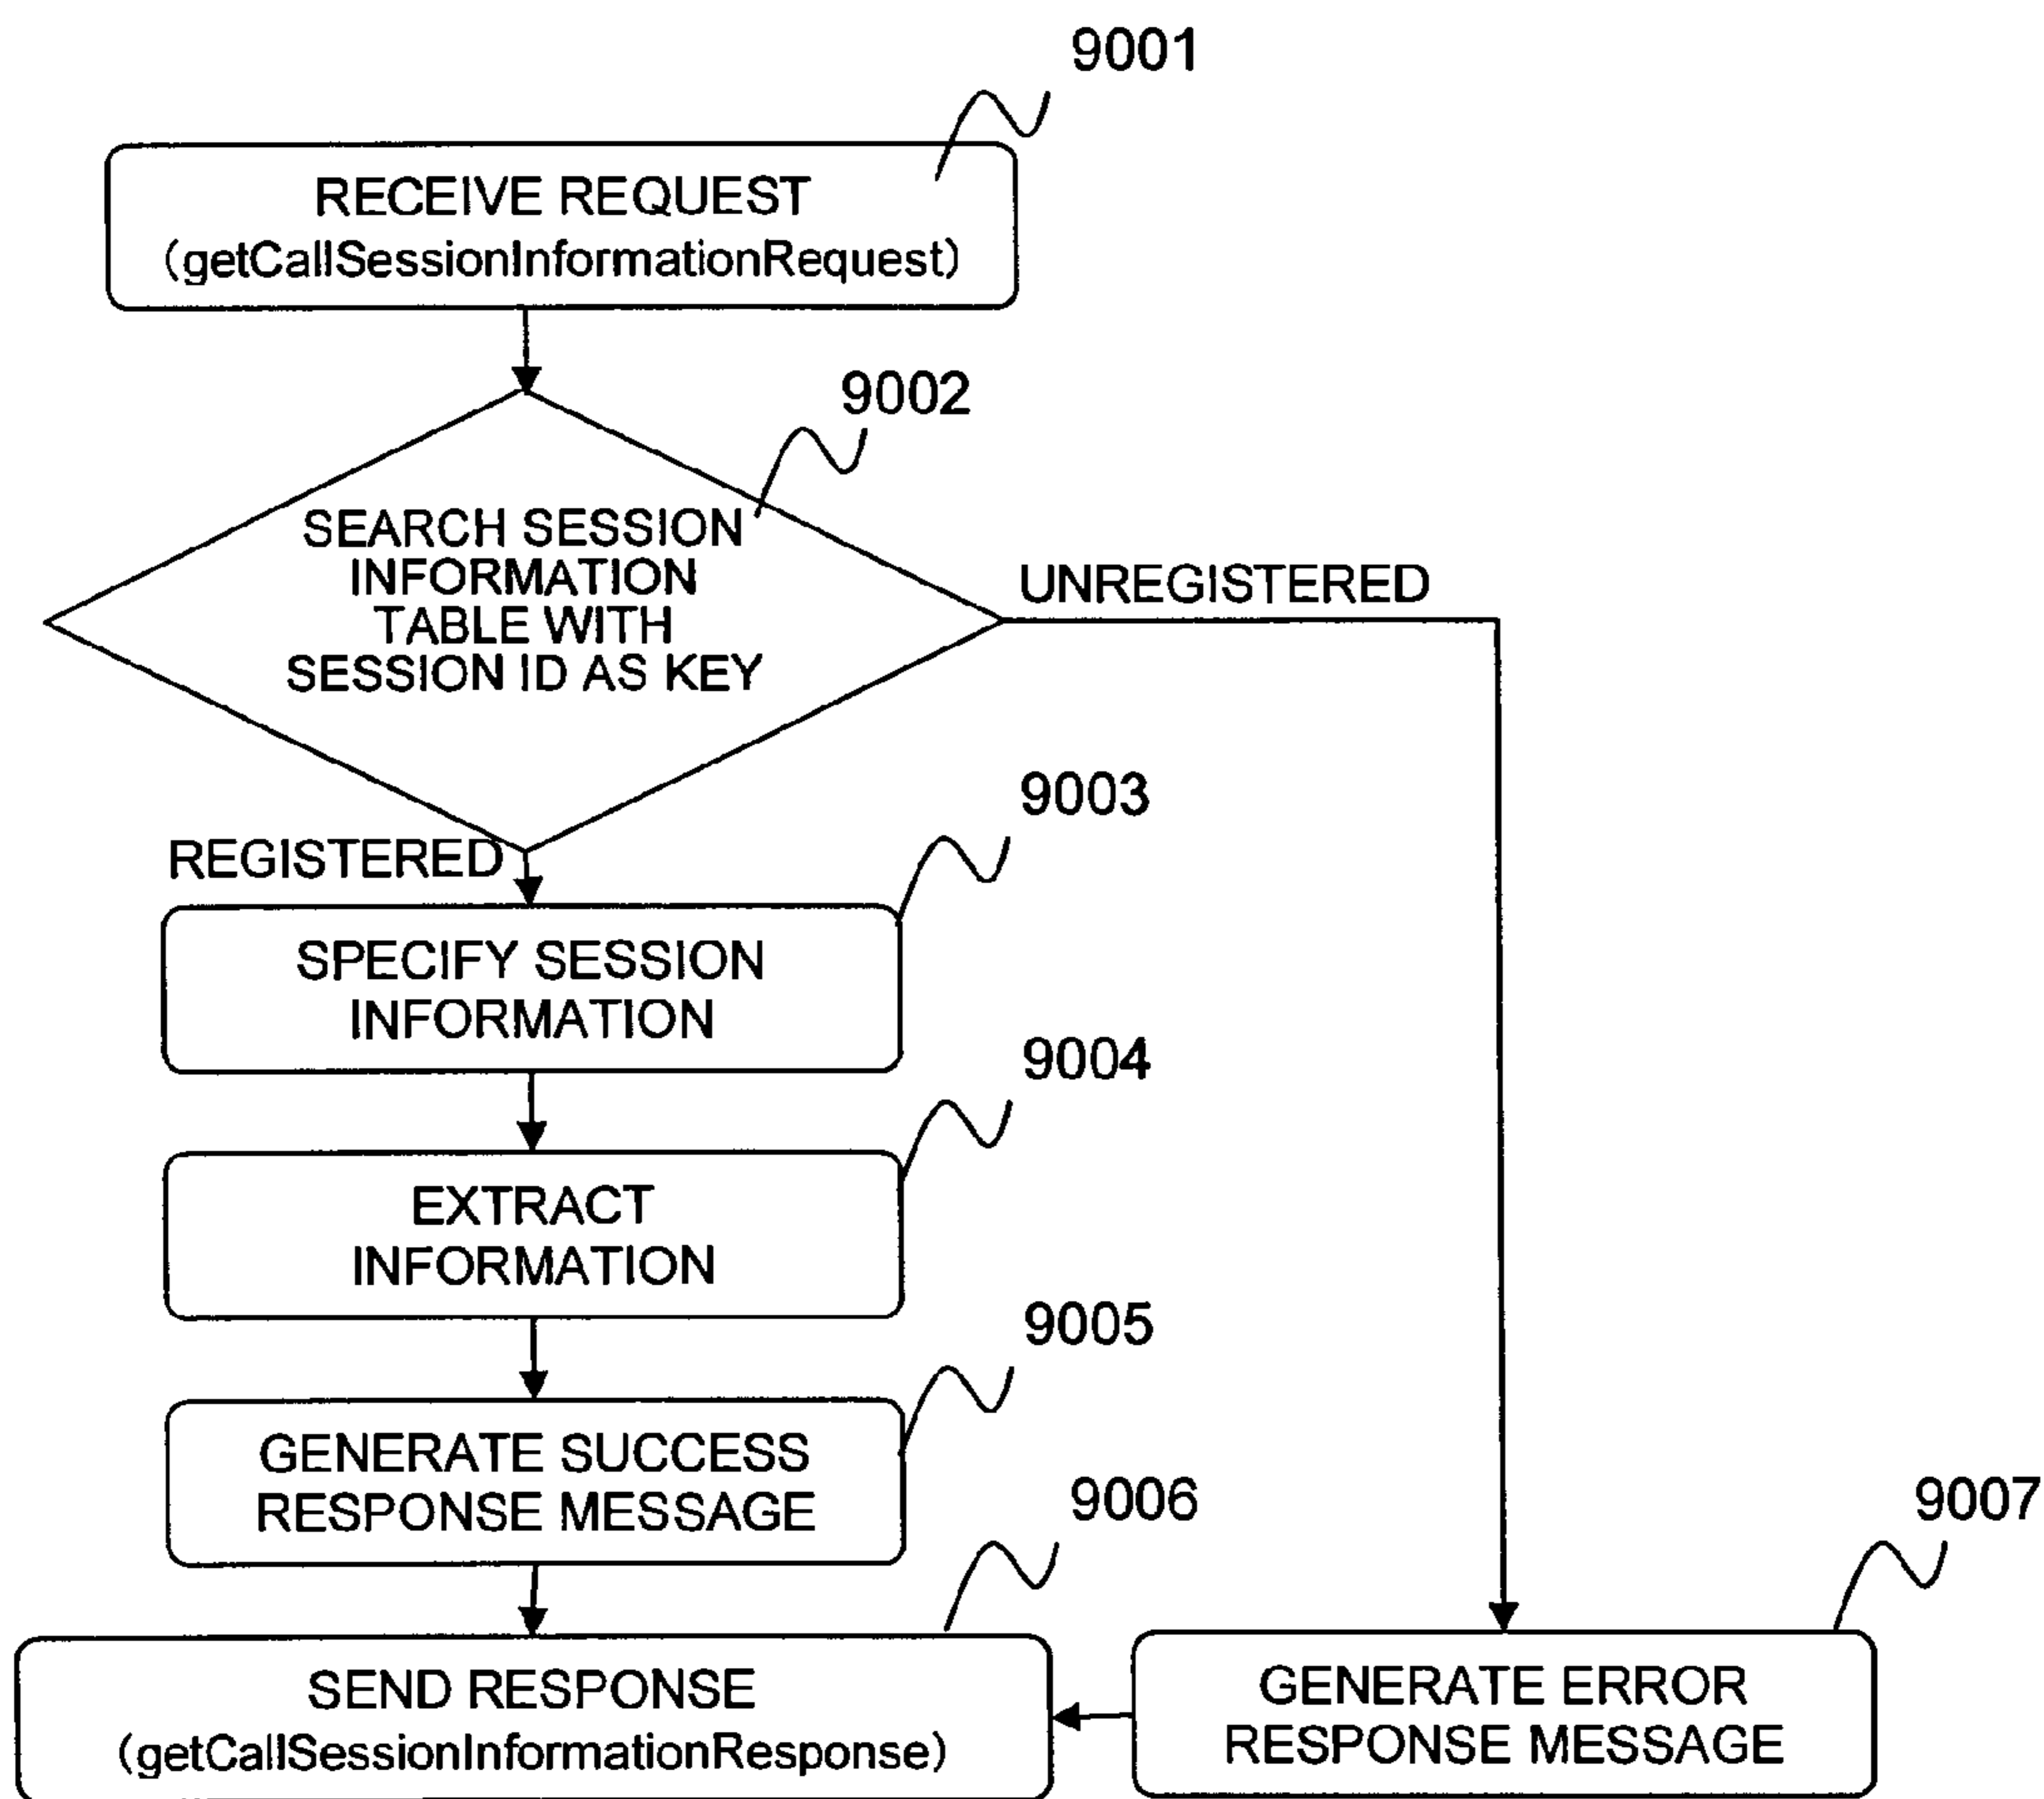 9001
RECEIVE REQUEST
(getCallSessionInformationRequest)
9002
SEARCH SESSION
INFORMATION
TABLE WITH
SESSION ID AS KEY
UNREGISTERED
REGISTERED
9003
SPECIFY SESSION
INFORMATION
9004
EXTRACT
INFORMATION
9005
GENERATE SUCCESS
RESPONSE MESSAGE
9006
SEND RESPONSE
(getCallSessionInformationResponse)
9007
GENERATE ERROR
RESPONSE MESSAGE